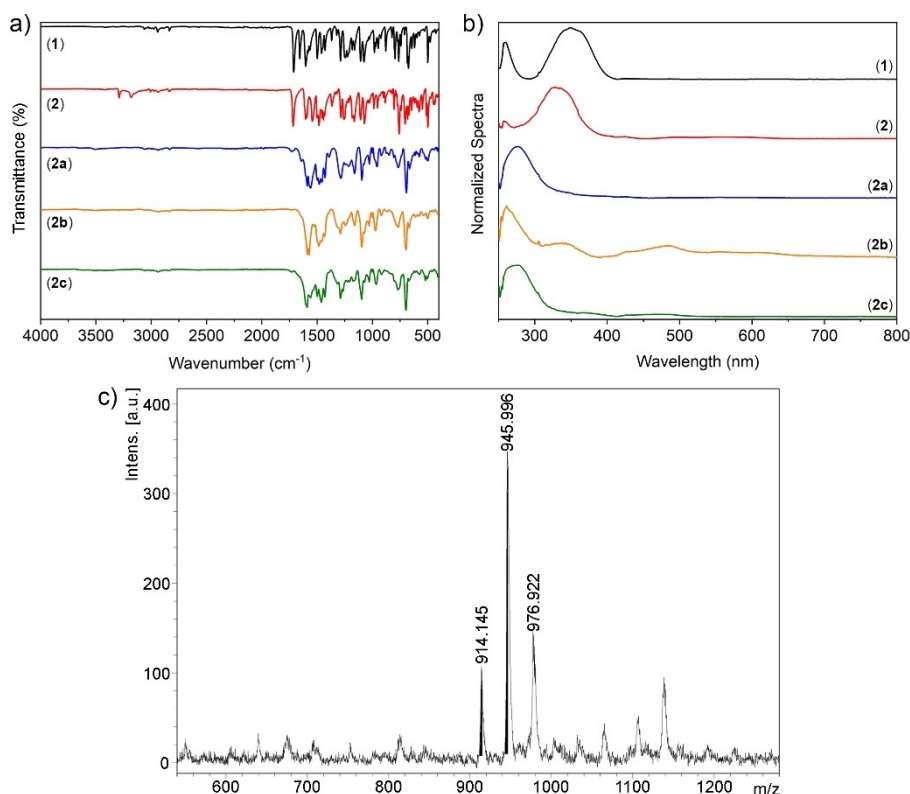 a)
(1)
(2)
(2a)
(2b)
(2c)
Transmittance (%)
4000 3500 3000 2500 2000 1500 1000 500
Wavenumber (cm⁻¹)
b)
(1)
(2)
(2a)
(2b)
(2c)
Normalized Spectra
300 400 500 600 700 800
Wavelength (nm)
c)
Intens. [a.u.]
400
300
200
100
0
914.145
945.996
976.922
600 700 800 900 1000 1100 1200 m/z